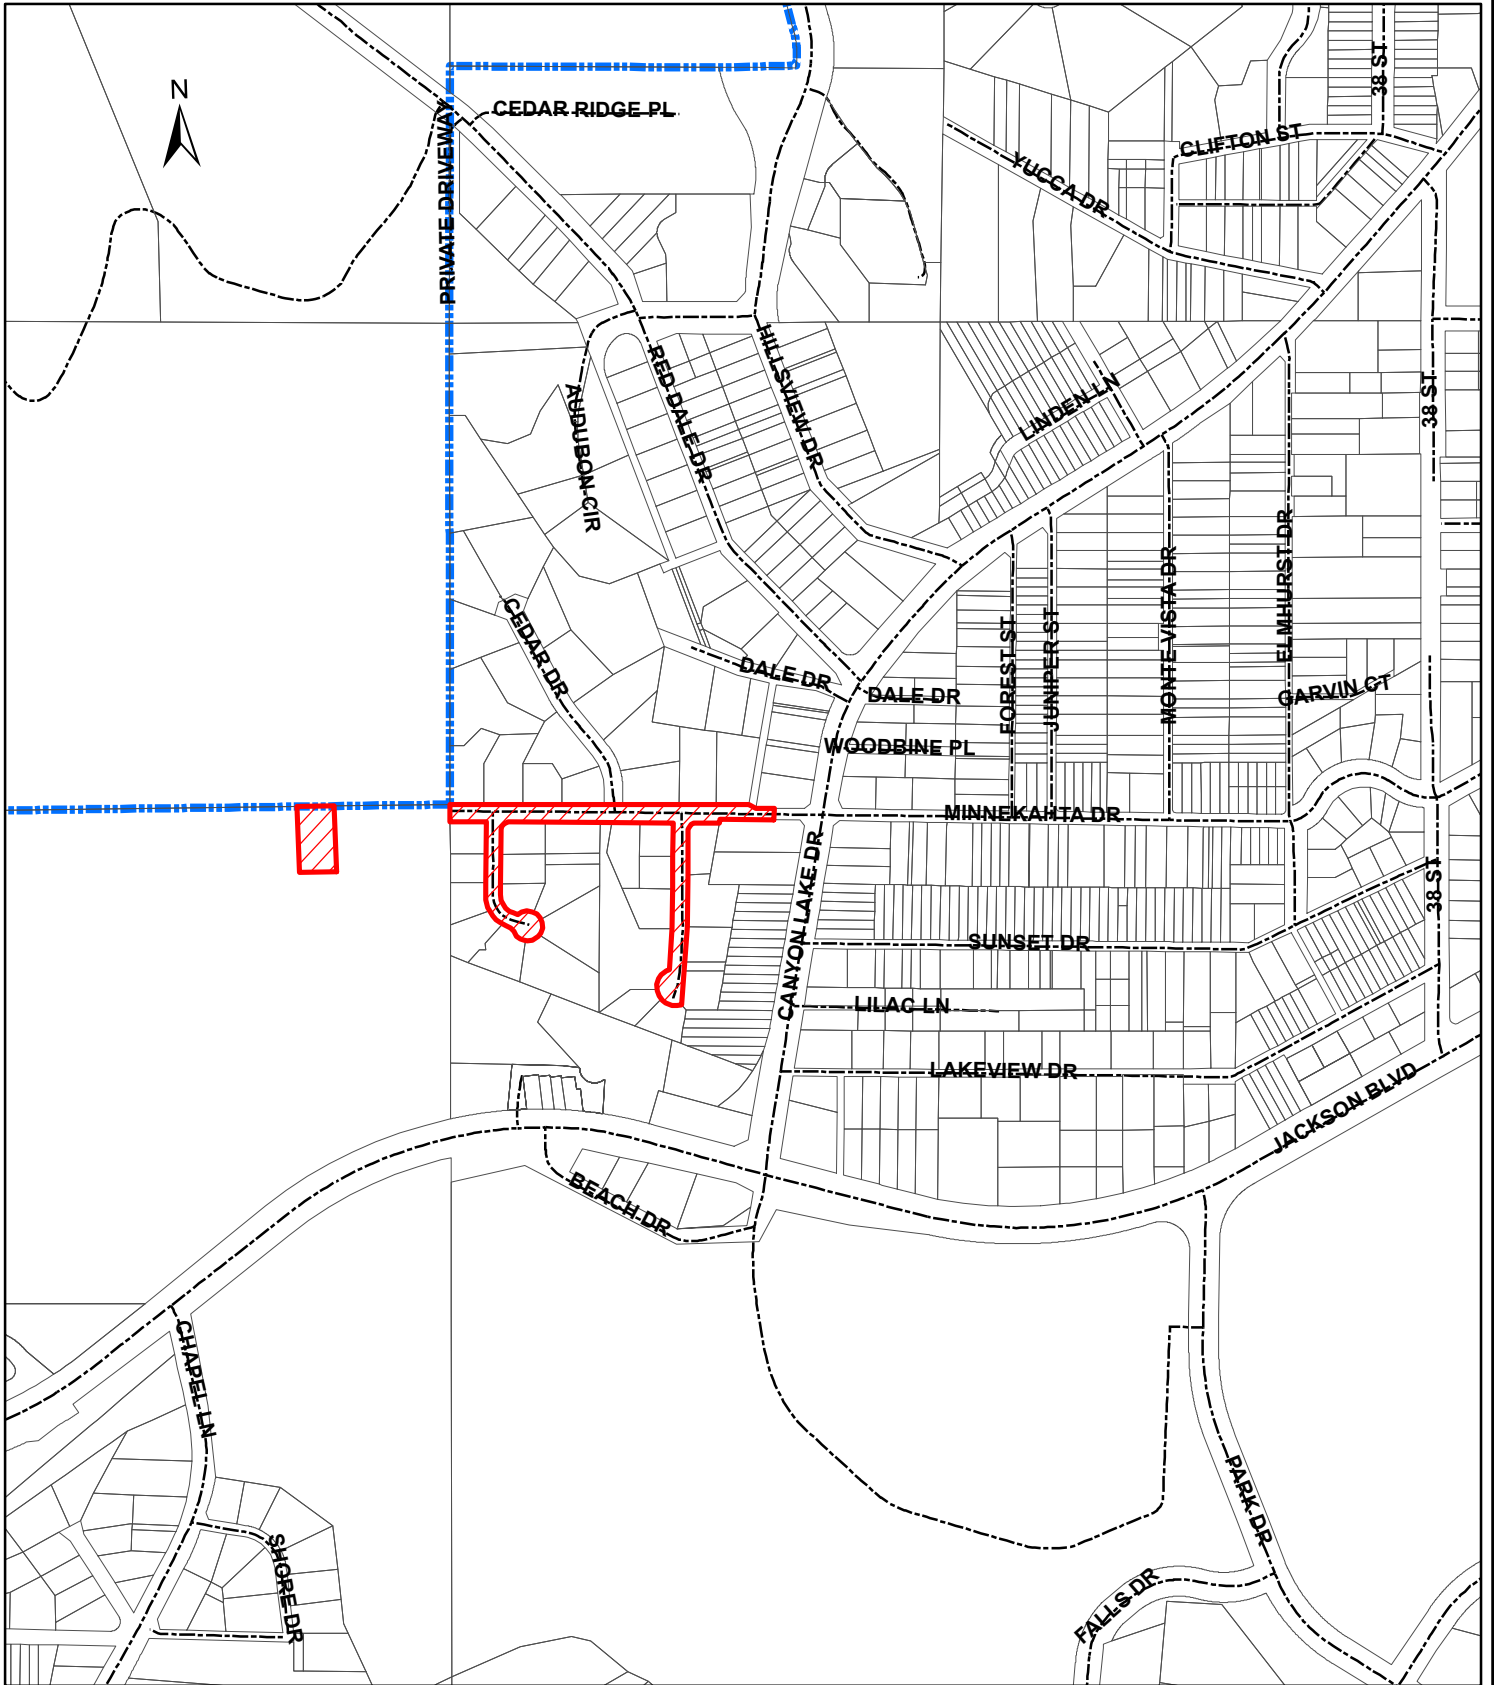 N
38 ST
CEDAR RIDGE PL
CLIFTON ST
YUCCA DR
PRIVATE DRIVEWAY
HILLSVIEW DR
RED DALE DR
AUDUBON CIR
LINDEN LN
38 ST
ELMHURST DR
MONTE VISTA DR
CEDAR DR
FOREST ST
JUNIPER ST
DALE DR
DALE DR
GARVIN CT
WOODBINE PL
MINNEKAHTA DR
CANYON LAKE DR
38 ST
SUNSET DR
LILAC LN
LAKEVIEW DR
JACKSON BLVD
BEACH DR
CHAPEL LN
PARK DR
SHORE DR
FALLS DR